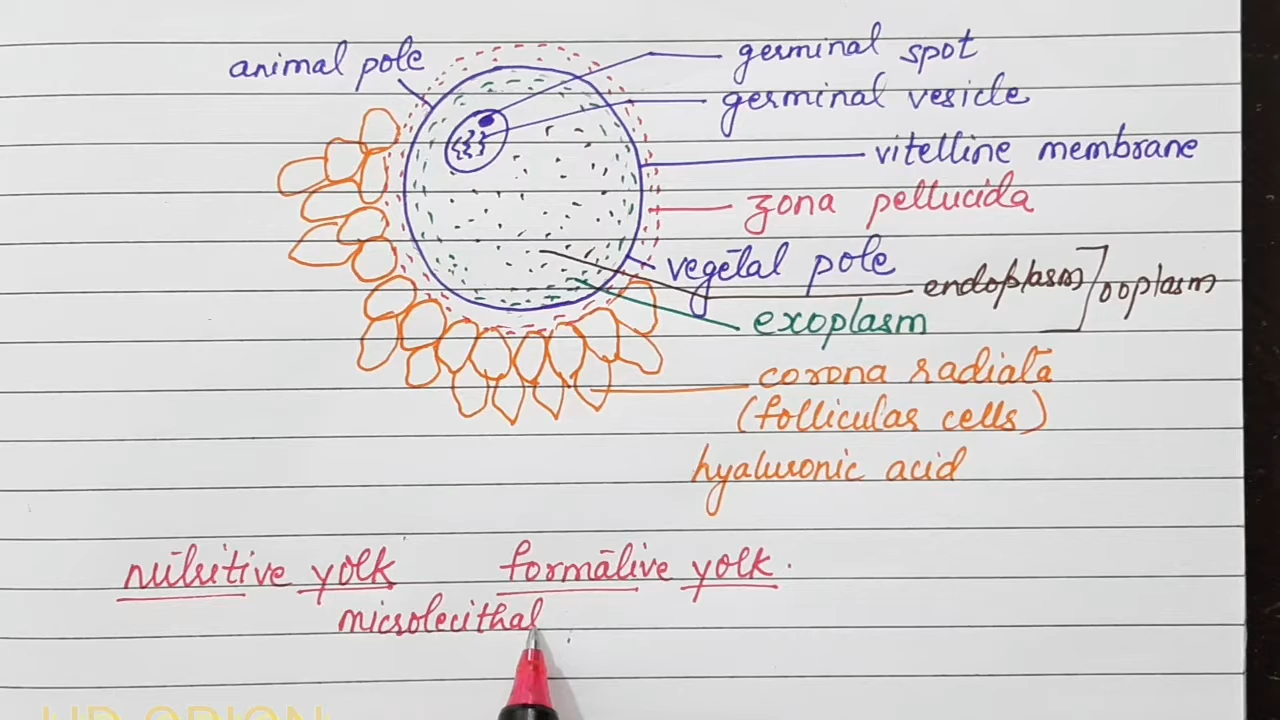 animal pole
germinal spot
germinal vesicle
vitelline membrane
zona pellucida
vegetal pole
endoplasm
ooplasm
exoplasm
corona radiata
(follicular cells)
hyaluronic acid
nutritive yolk formative yolk.
microlecithal